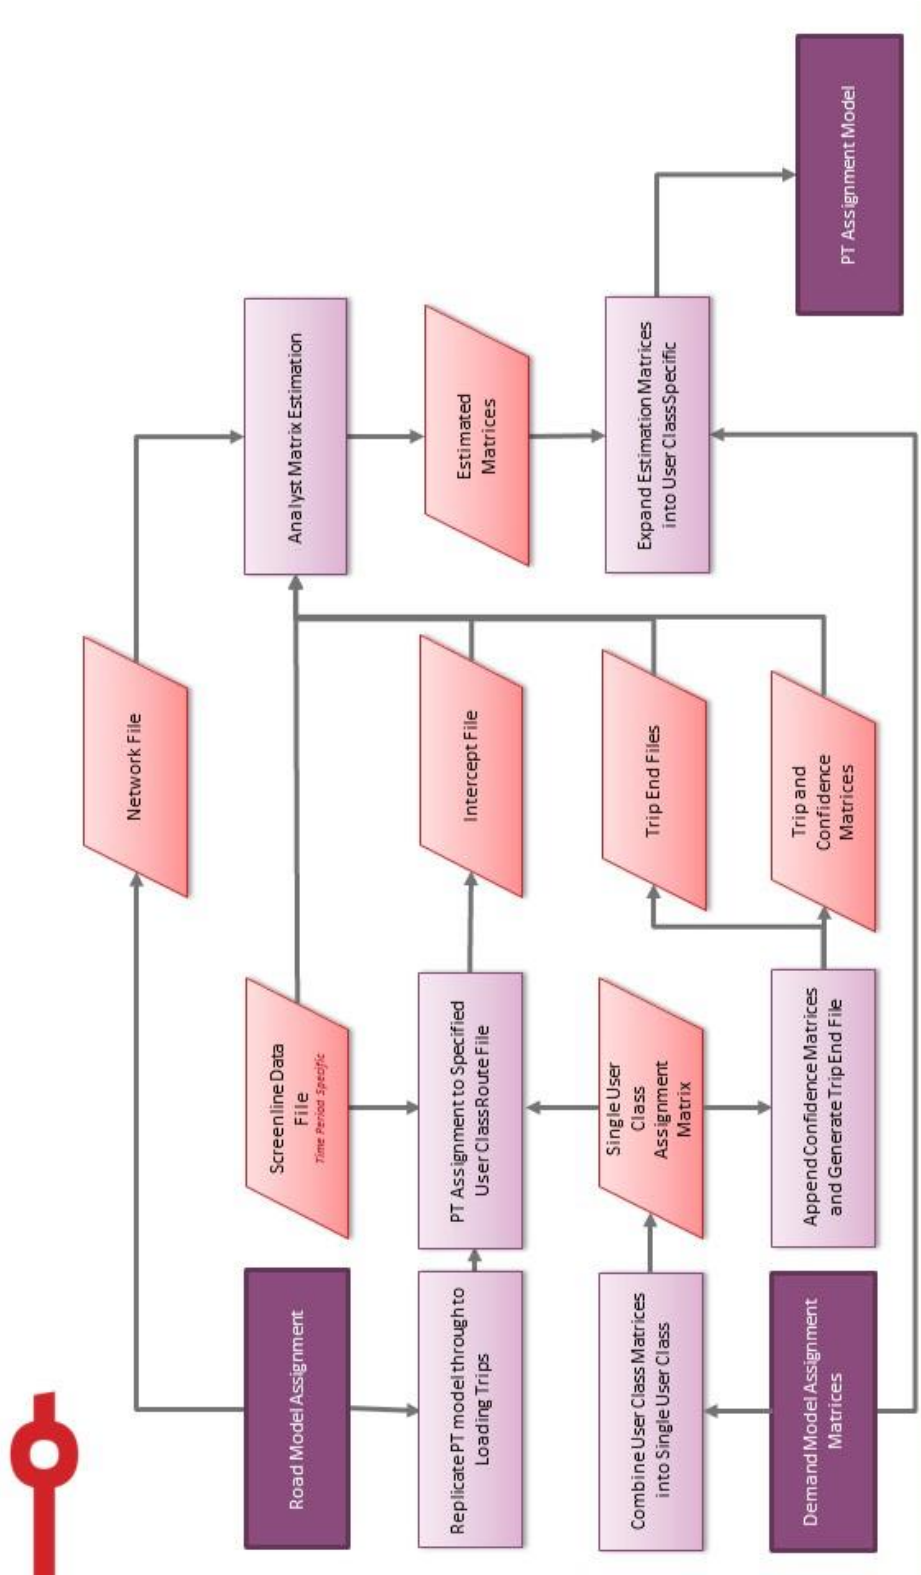 Road Model Assignment
Replicate PT model through to
Loading Trips
Combine User Class Matrices
into Single User Class
Demand Model Assignment
Matrices
Screenline Data
File
Time Period Specific
PT Assignment to Specified
User Class Route File
Single User
Class
Assignment
Matrix
Append Confidence Matrices
and Generate Trip End File
Network File
Intercept File
Trip End Files
Trip and
Confidence
Matrices
Analyst Matrix Estimation
Estimated
Matrices
Expand Estimation Matrices
into User Class Specific
PT Assignment Model